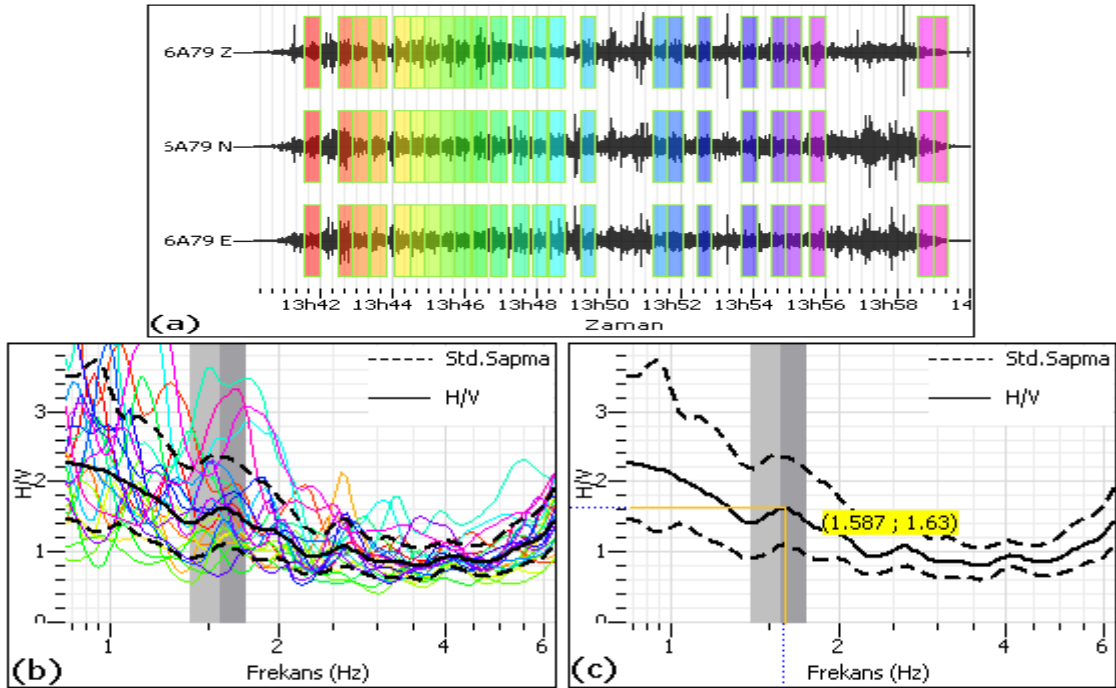 6A79 Z
6A79 N
6A79 E
13h42 13h44 13h46 13h48 13h50 13h52 13h54 13h56 13h58 14
Zaman
(a)
Std.Sapma
H/V
3
2
1
0
H/V
1 2 4 6
Frekans (Hz)
(b)
Std.Sapma
H/V
(1.587 ; 1.63)
3
2
1
0
H/V
1 2 4 6
Frekans (Hz)
(c)